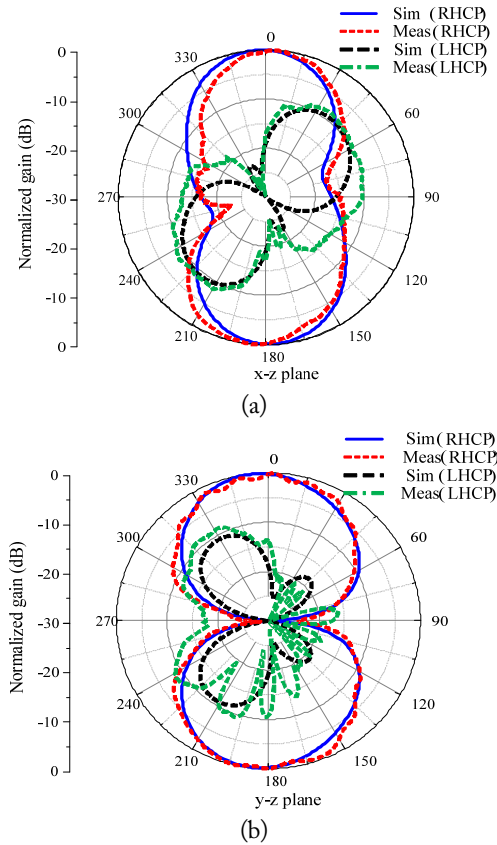 Sim (RHCP)
Meas(RHCP)
Sim (LHCP)
Meas(LHCP)
0
330
300
60
270
90
240
120
210
150
180
0
-10
-20
-30
-20
-10
0
Normalized gain (dB)
x-z plane
(a)
Sim(RHCP)
Meas(RHCP)
Sim (LHCP)
Meas(LHCP)
0
330
300
60
270
90
240
120
210
150
180
0
-10
-20
-30
-20
-10
0
Normalized gain (dB)
y-z plane
(b)